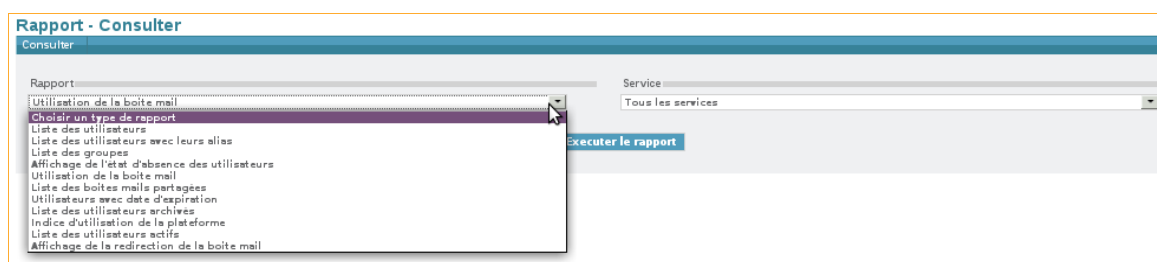 Rapport - Consulter
Consulter
Rapport
Service
Utilisation de la boite mail
Tous les services
Choisir un type de rapport
Liste des utilisateurs
Liste des utilisateurs avec leurs alias
Executer le rapport
Liste des groupes
Affichage de l'état d'absence des utilisateurs
Utilisation de la boite mail
Liste des boites mails partagées
Utilisateurs avec date d'expiration
Liste des utilisateurs archivés
Indice d'utilisation de la plateforme
Liste des utilisateurs actifs
Affichage de la redirection de la boite mail